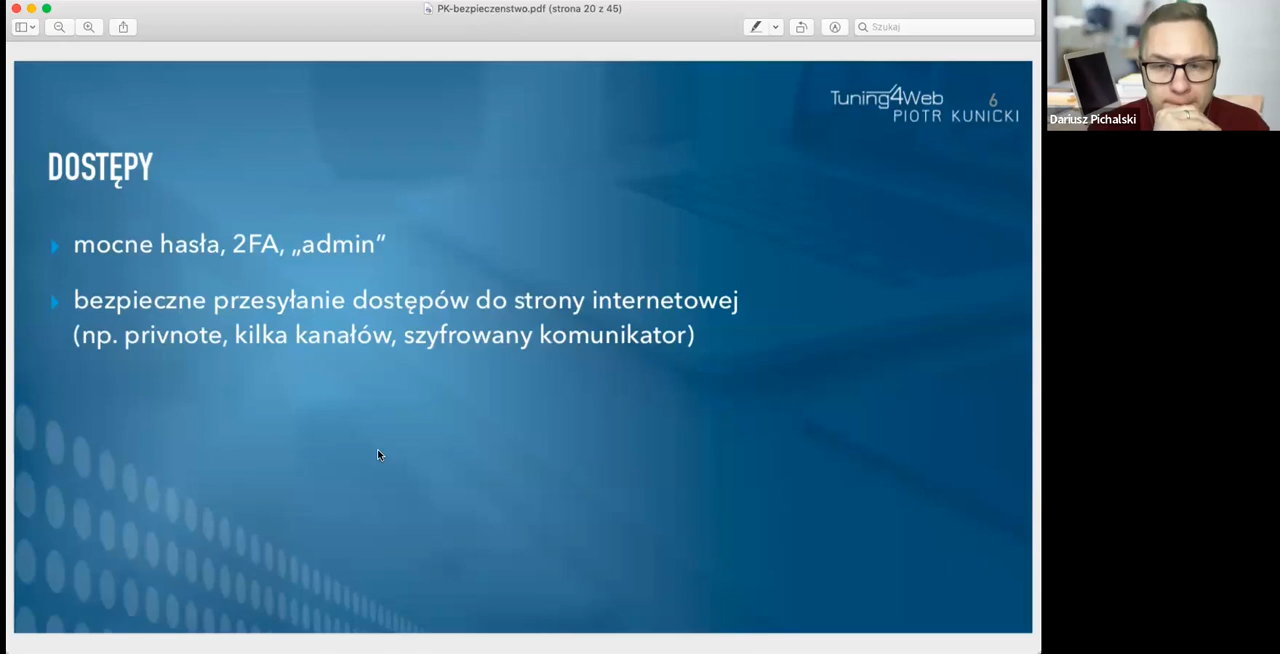 PK-bezpieczenstwo.pdf (strona 20 z 45)
Szukaj
Tuning4Web 6
PIOTR KUNICKI
Dariusz Pichalski
DOSTĘPY
mocne hasła, 2FA, „admin”
bezpieczne przesyłanie dostępów do strony internetowej
(np. privnote, kilka kanałów, szyfrowany komunikator)